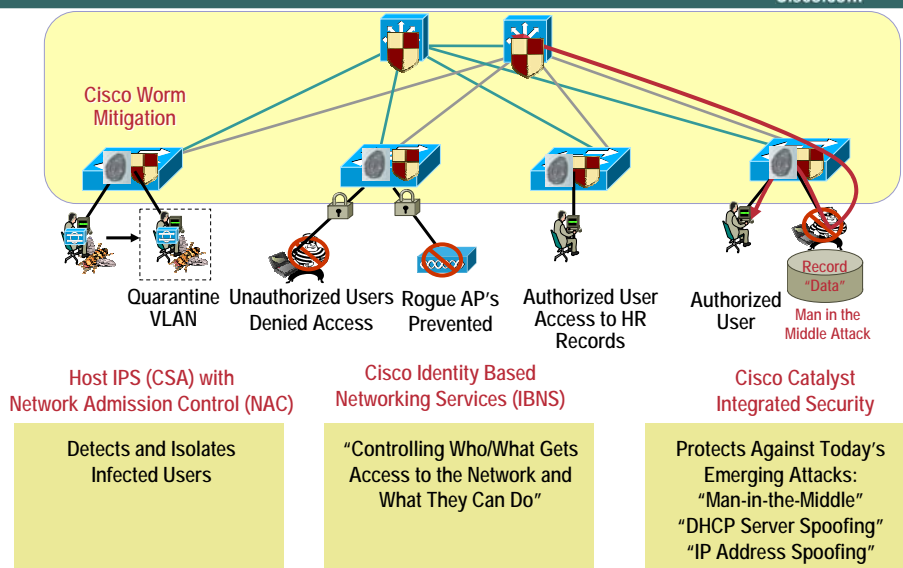 Cisco.com
Cisco Worm
Mitigation
Quarantine
VLAN
Unauthorized Users
Denied Access
Rogue AP's
Prevented
Authorized User
Access to HR
Records
Authorized
User
Record
"Data"
Man in the
Middle Attack
Host IPS (CSA) with
Network Admission Control (NAC)
Cisco Identity Based
Networking Services (IBNS)
Cisco Catalyst
Integrated Security
Detects and Isolates
Infected Users
“Controlling Who/What Gets
Access to the Network and
What They Can Do”
Protects Against Today's
Emerging Attacks:
“Man-in-the-Middle”
“DHCP Server Spoofing”
“IP Address Spoofing”